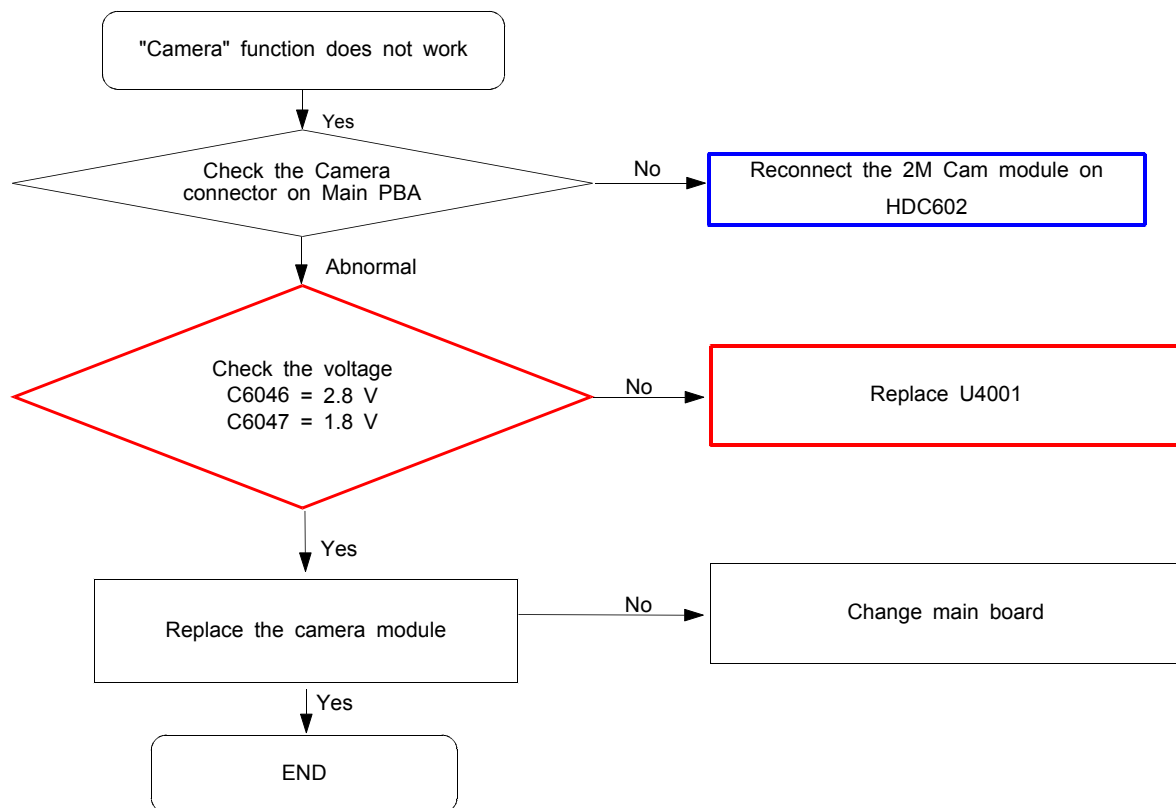 "Camera" function does not work
Yes
Check the Camera
connector on Main PBA
No
Reconnect the 2M Cam module on
HDC602
Abnormal
Check the voltage
C6046 = 2.8 V
C6047 = 1.8 V
No
Replace U4001
Yes
Replace the camera module
No
Change main board
Yes
END